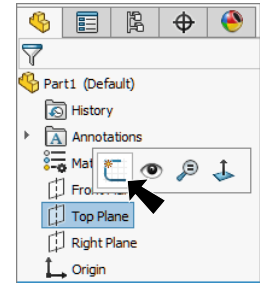 Part1 (Default)
History
Annotations
Mat
Fron
Top Plane
Right Plane
Origin